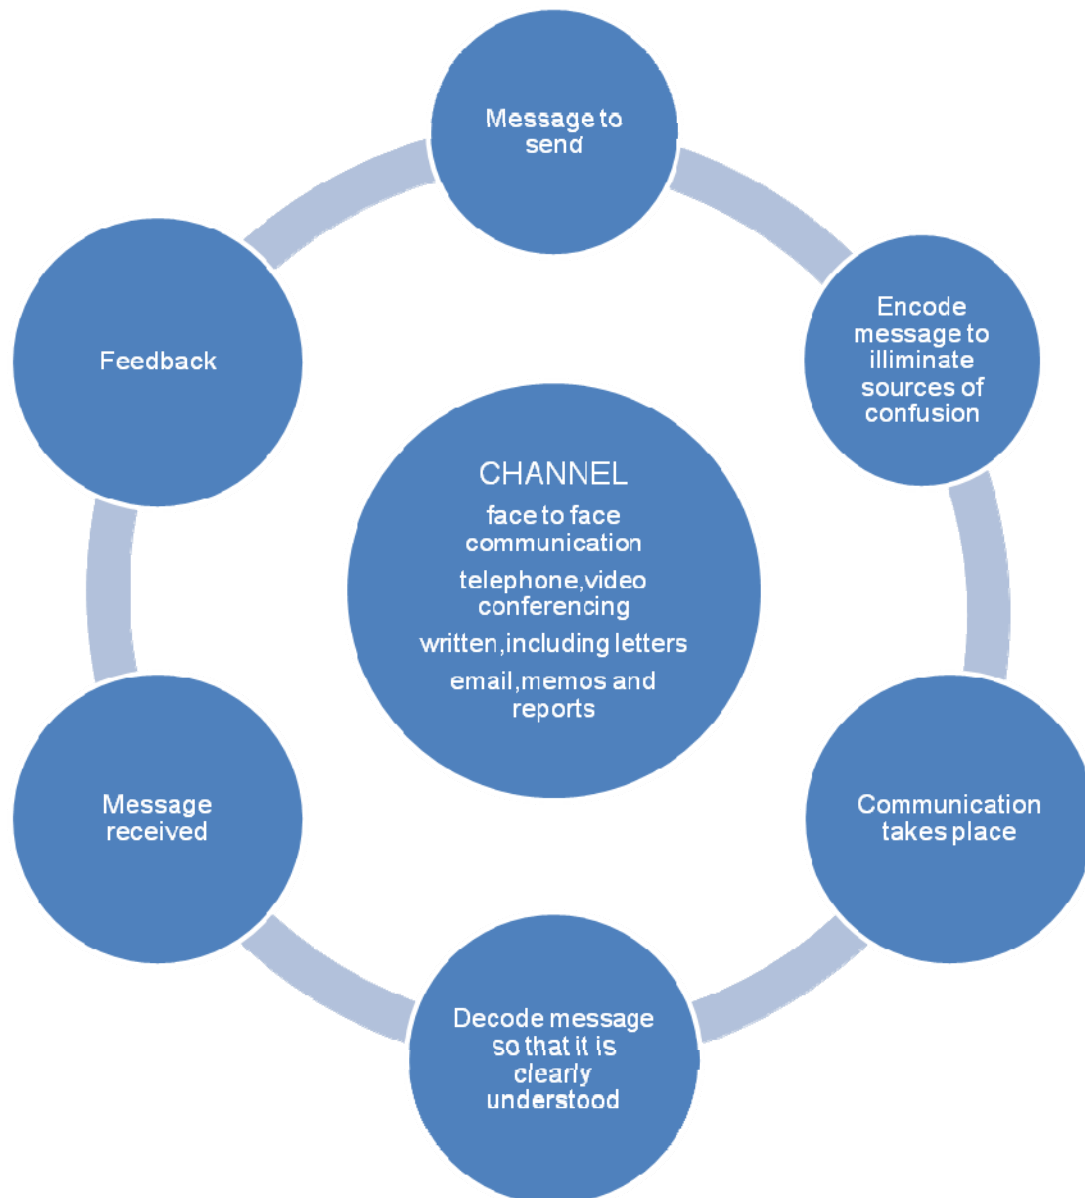 Message to
send
Encode
message to
illiminate
sources of
confusion
Communication
takes place
Decode message
so that it is
clearly
understood
Message
received
Feedback
CHANNEL
face to face
communication
telephone,video
conferencing
written,including letters
email,memos and
reports